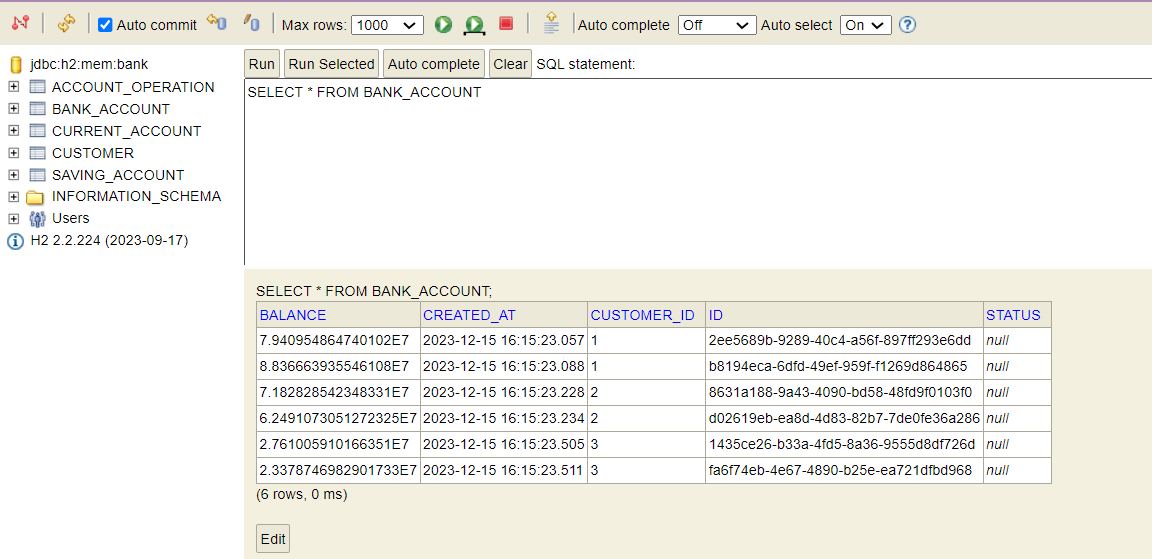 Auto commit Max rows: 1000 Auto complete Off Auto select On ?
jdbc:h2:mem:bank
ACCOUNT_OPERATION
BANK_ACCOUNT
CURRENT_ACCOUNT
CUSTOMER
SAVING_ACCOUNT
INFORMATION_SCHEMA
Users
H2 2.2.224 (2023-09-17)
Run Run Selected Auto complete Clear SQL statement:
SELECT * FROM BANK_ACCOUNT
SELECT * FROM BANK_ACCOUNT;
BALANCE CREATED_AT CUSTOMER_ID ID STATUS
7.940954864740102E7 2023-12-15 16:15:23.057 1 2ee5689b-9289-40c4-a56f-897ff293e6dd null
8.836663935546108E7 2023-12-15 16:15:23.088 1 b8194eca-6dfd-49ef-959f-f1269d864865 null
7.182828542348331E7 2023-12-15 16:15:23.228 2 8631a188-9a43-4090-bd58-48fd9f0103f0 null
6.2491073051272325E7 2023-12-15 16:15:23.234 2 d02619eb-ea8d-4d83-82b7-7de0fe36a286 null
2.761005910166351E7 2023-12-15 16:15:23.505 3 1435ce26-b33a-4fd5-8a36-9555d8df726d null
2.3378746982901733E7 2023-12-15 16:15:23.511 3 fa6f74eb-4e67-4890-b25e-ea721dfbd968 null
(6 rows, 0 ms)
Edit